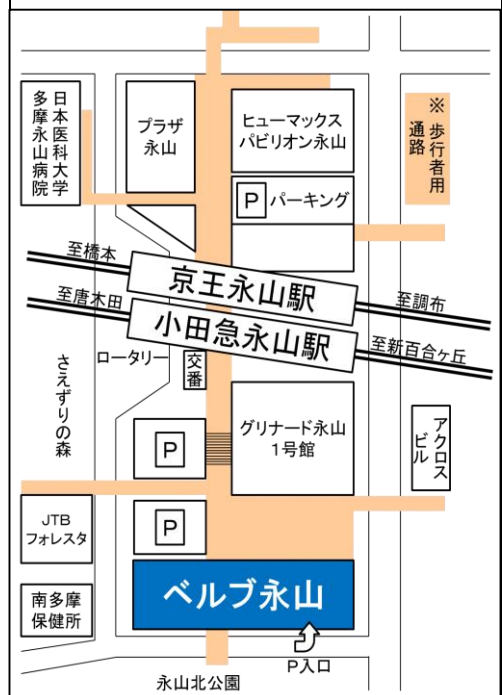 日本医科大学
多摩永山病院
プラザ
永山
ヒューマックス
パビリオン永山
※歩行者用
通路
P パーキング
至橋本
京王永山駅
至調布
至唐木田
小田急永山駅
至新百合ヶ丘
ロータリー
交番
さえずりの森
グリナード永山
1号館
アクロス
ビル
P
P
JTB
フォレスタ
南多摩
保健所
ベルブ永山
P入口
永山北公園